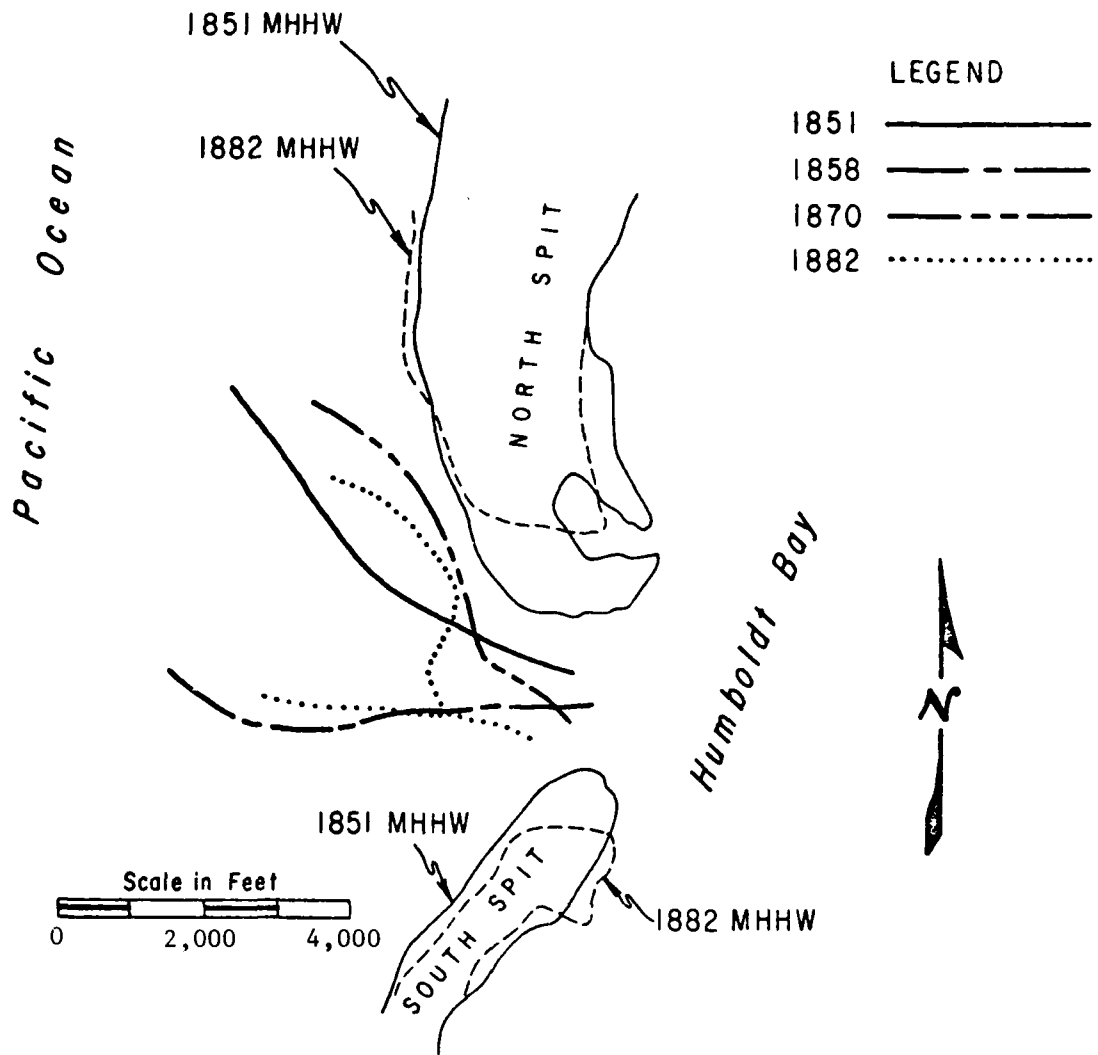 1851 MHHW
1882 MHHW
LEGEND
1851
1858
1870
1882
Pacific Ocean
NORTH SPIT
Humboldt Bay
N
1851 MHHW
SOUTH SPIT
1882 MHHW
Scale in Feet
0 2,000 4,000